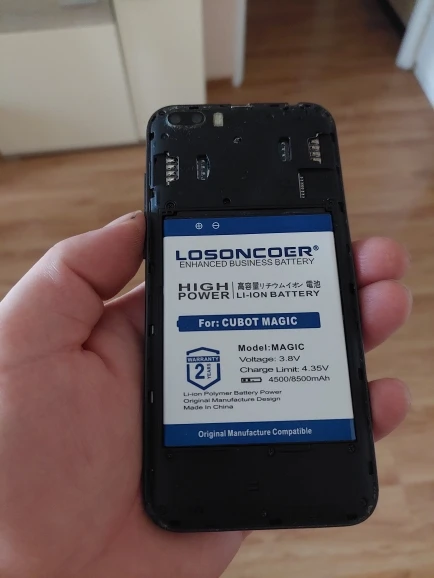 LOSONCOER®
ENHANCED BUSINESS BATTERY
HIGH POWER
高容量リチウムイオン 電池
LI-ION BATTERY
For: CUBOT MAGIC
Model:MAGIC
Voltage: 3.8V
Charge Limit: 4.35V
4500/8500mAh
WARRANTY
2
YEARS
Li-ion Polymer Battery Power
Original Manufacture Design
Made in China
Original Manufacture Compatible